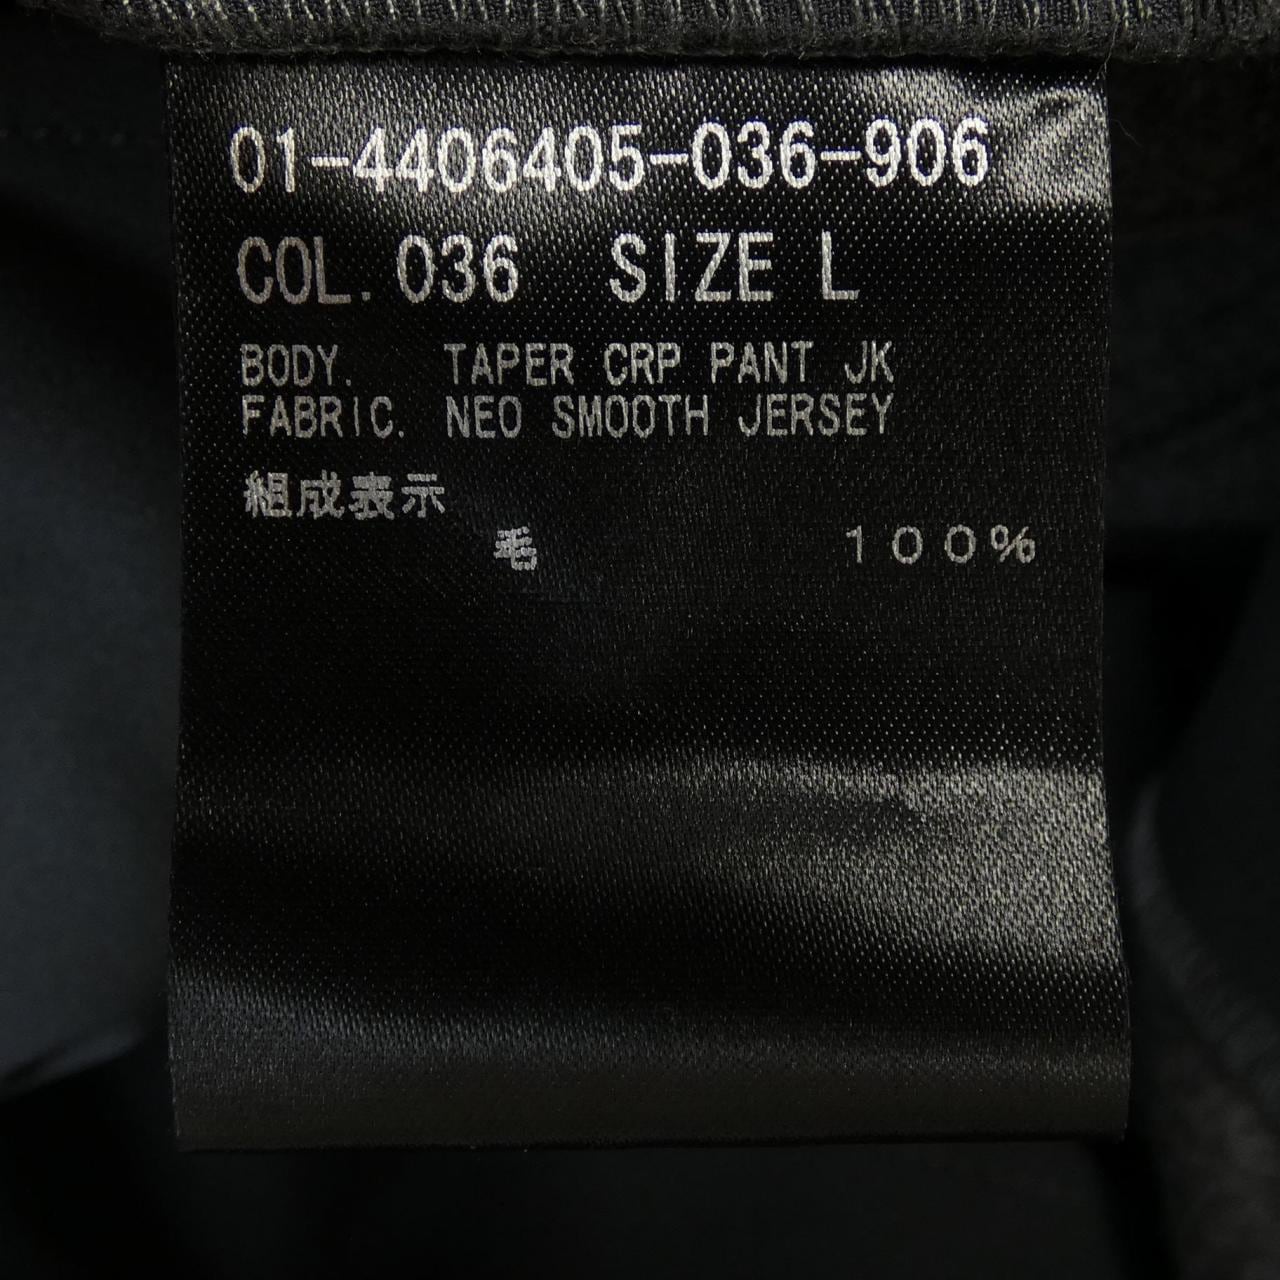 01-4406405-036-906
COL. 036 SIZE L
BODY. TAPER CRP PANT JK
FABRIC. NEO SMOOTH JERSEY
組成表示
毛 100%